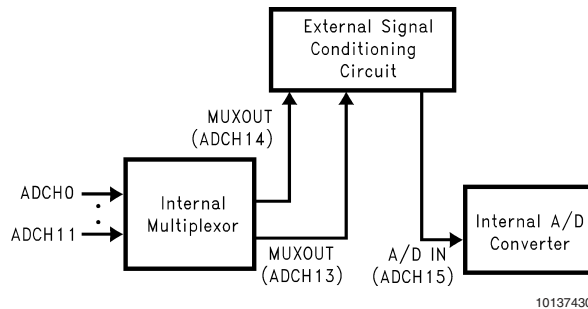 External Signal
Conditioning
Circuit
MUXOUT
(ADCH14)
ADCH0
ADCH11
Internal
Multiplexor
MUXOUT
(ADCH13)
A/D IN
(ADCH15)
Internal A/D
Converter
10137430